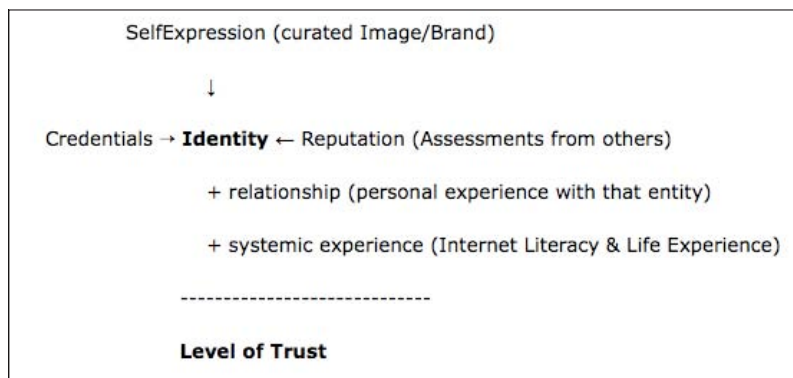 SelfExpression (curated Image/Brand)
↓
Credentials → Identity ← Reputation (Assessments from others)
+ relationship (personal experience with that entity)
+ systemic experience (Internet Literacy & Life Experience)
-----------------------------
Level of Trust